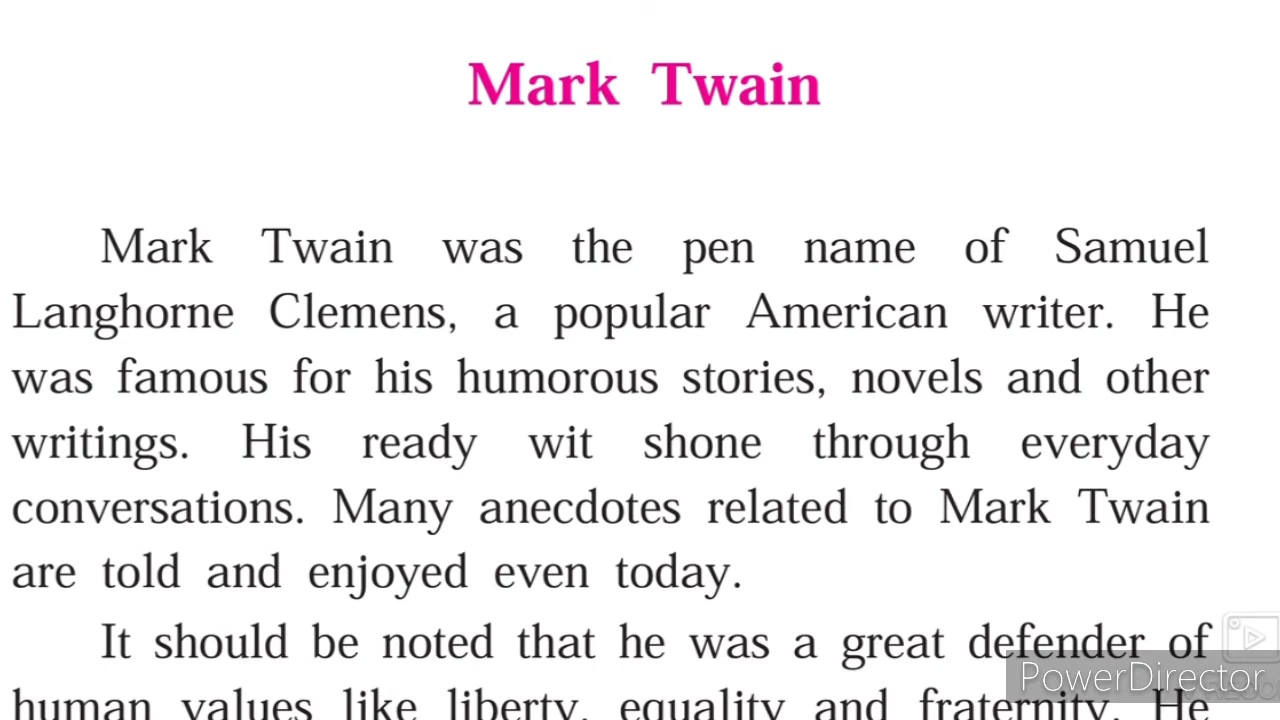 Mark Twain
Mark Twain was the pen name of Samuel
Langhorne Clemens, a popular American writer. He
was famous for his humorous stories, novels and other
writings. His ready wit shone through everyday
conversations. Many anecdotes related to Mark Twain
are told and enjoyed even today.
It should be noted that he was a great defender of
human values like liberty, equality and fraternity. He
PowerDirector